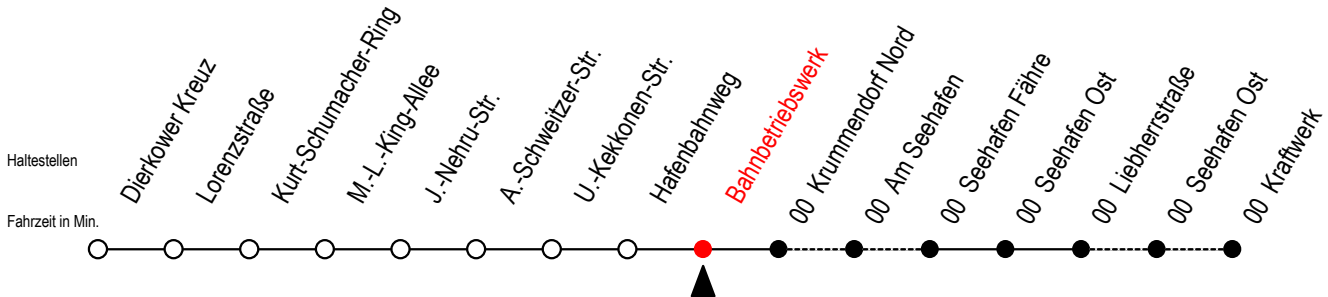 Haltestellen
Fahrzeit in Min.
Dierkower Kreuz
Lorenzstraße
Kurt-Schumacher-Ring
M.-L.-King-Allee
J.-Nehru-Str.
A.-Schweitzer-Str.
U.-Kekkonen-Str.
Hafenbahnweg
Bahnbetriebswerk
00 Krummendorf Nord
00 Am Seehafen
00 Seehafen Fähre
00 Seehafen Ost
00 Liebherrstraße
00 Seehafen Ost
00 Kraftwerk